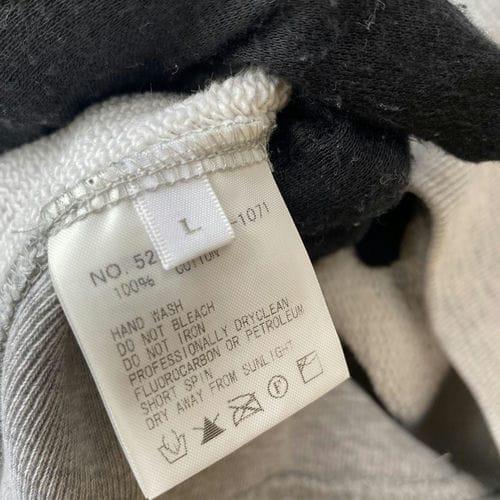 L
NO. 52 -1071
100% COTTON
HAND WASH
DO NOT BLEACH
DO NOT IRON
PROFESSIONALLY DRYCLEAN
FLUOROCARBON OR PETROLEUM
SHORT SPIN
DRY AWAY FROM SUNLIGHT
F